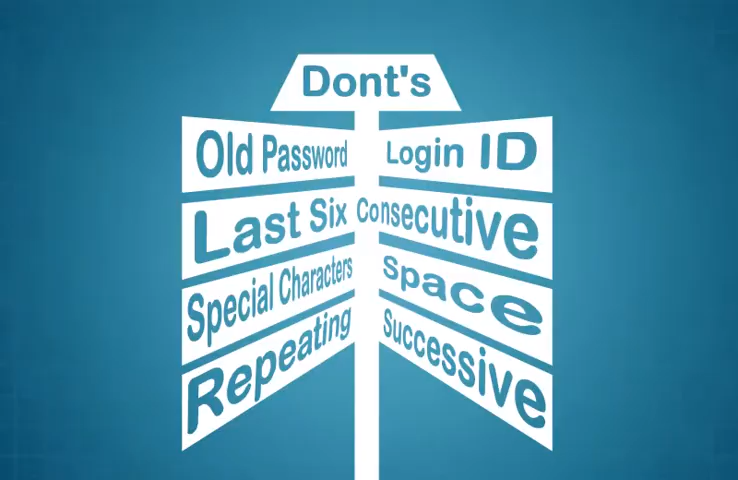 Dont's
Old Password
Login ID
Last Six
Consecutive
Special Characters
Space
Repeating
Successive